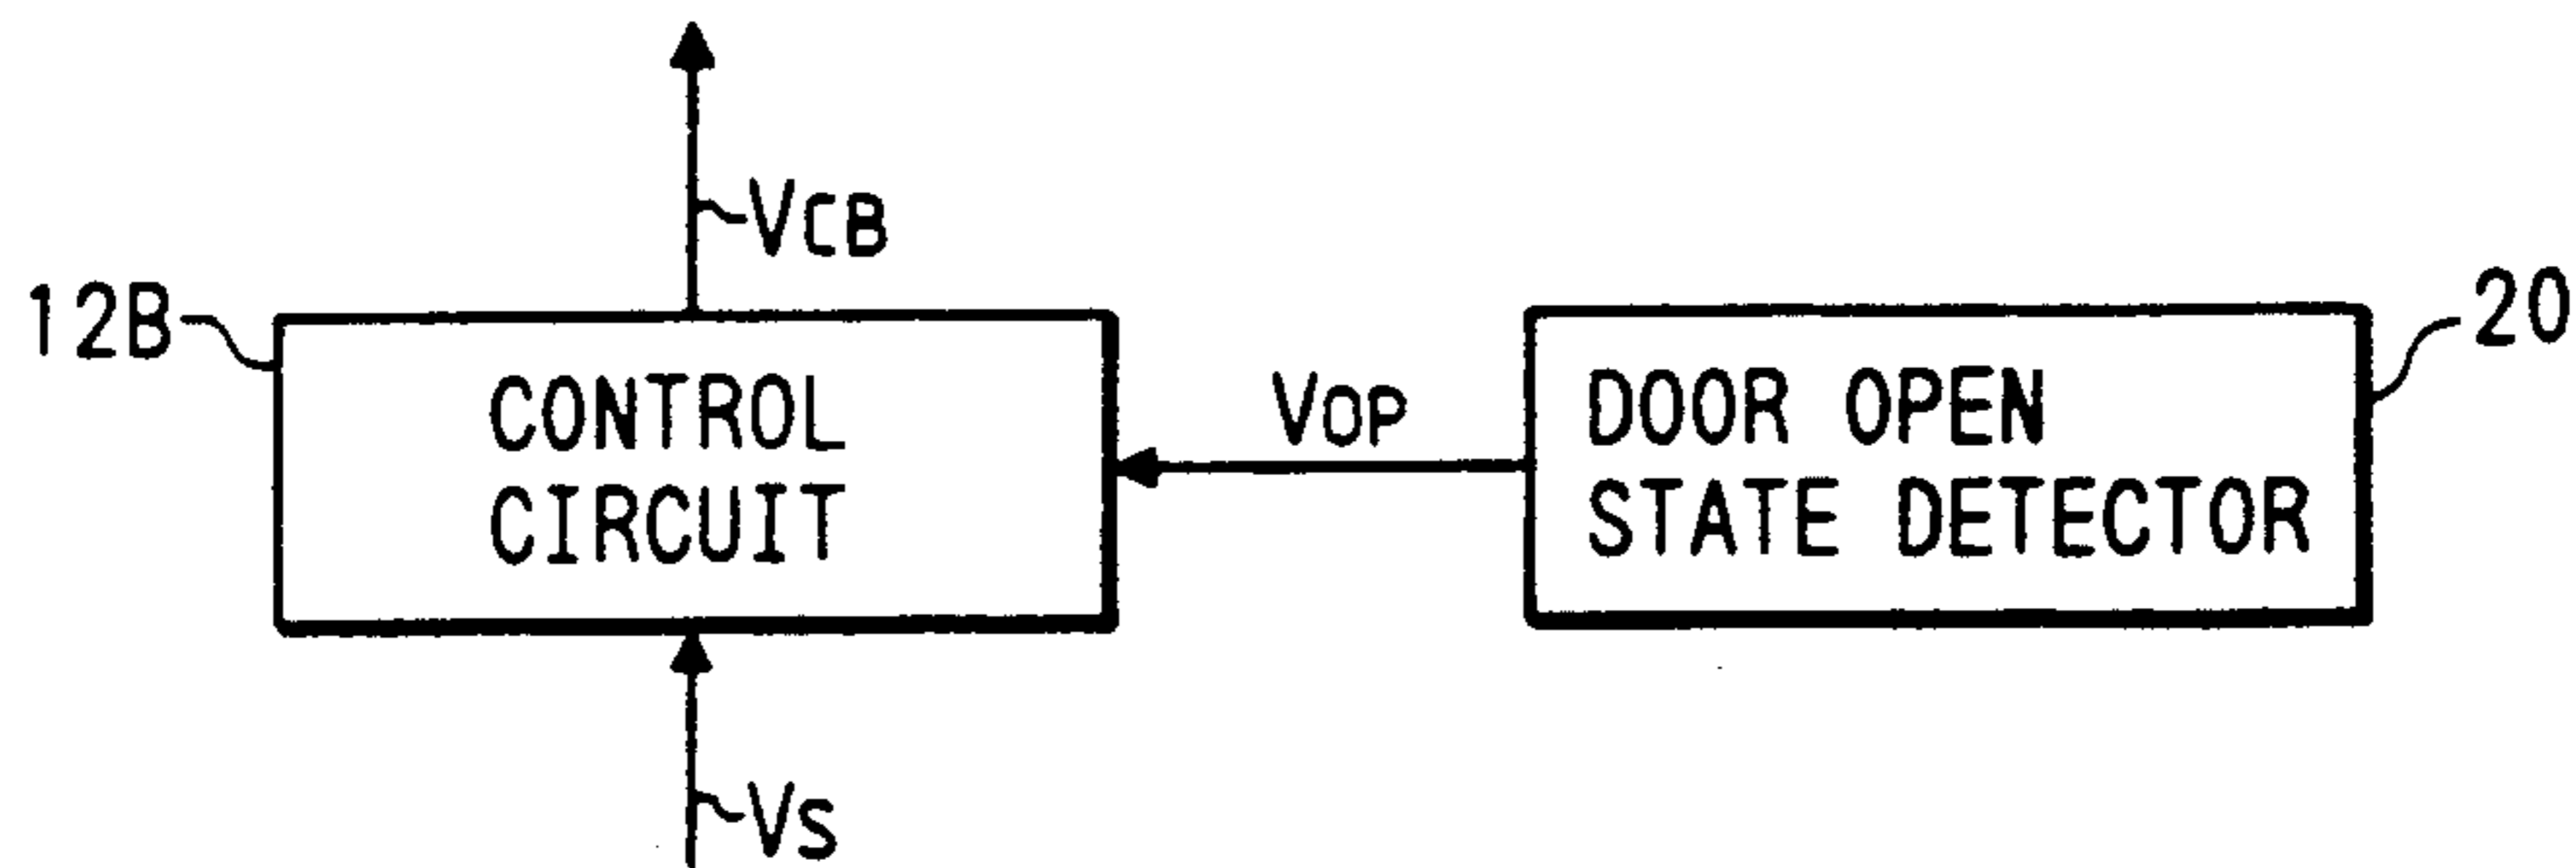 VCB
12B
CONTROL
CIRCUIT
VOP
DOOR OPEN
STATE DETECTOR
20
VS